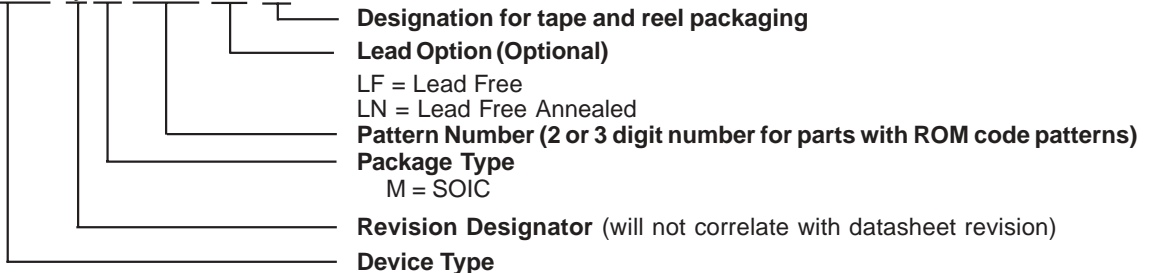 Designation for tape and reel packaging
Lead Option (Optional)
LF = Lead Free
LN = Lead Free Annealed
Pattern Number (2 or 3 digit number for parts with ROM code patterns)
Package Type
M = SOIC
Revision Designator (will not correlate with datasheet revision)
Device Type